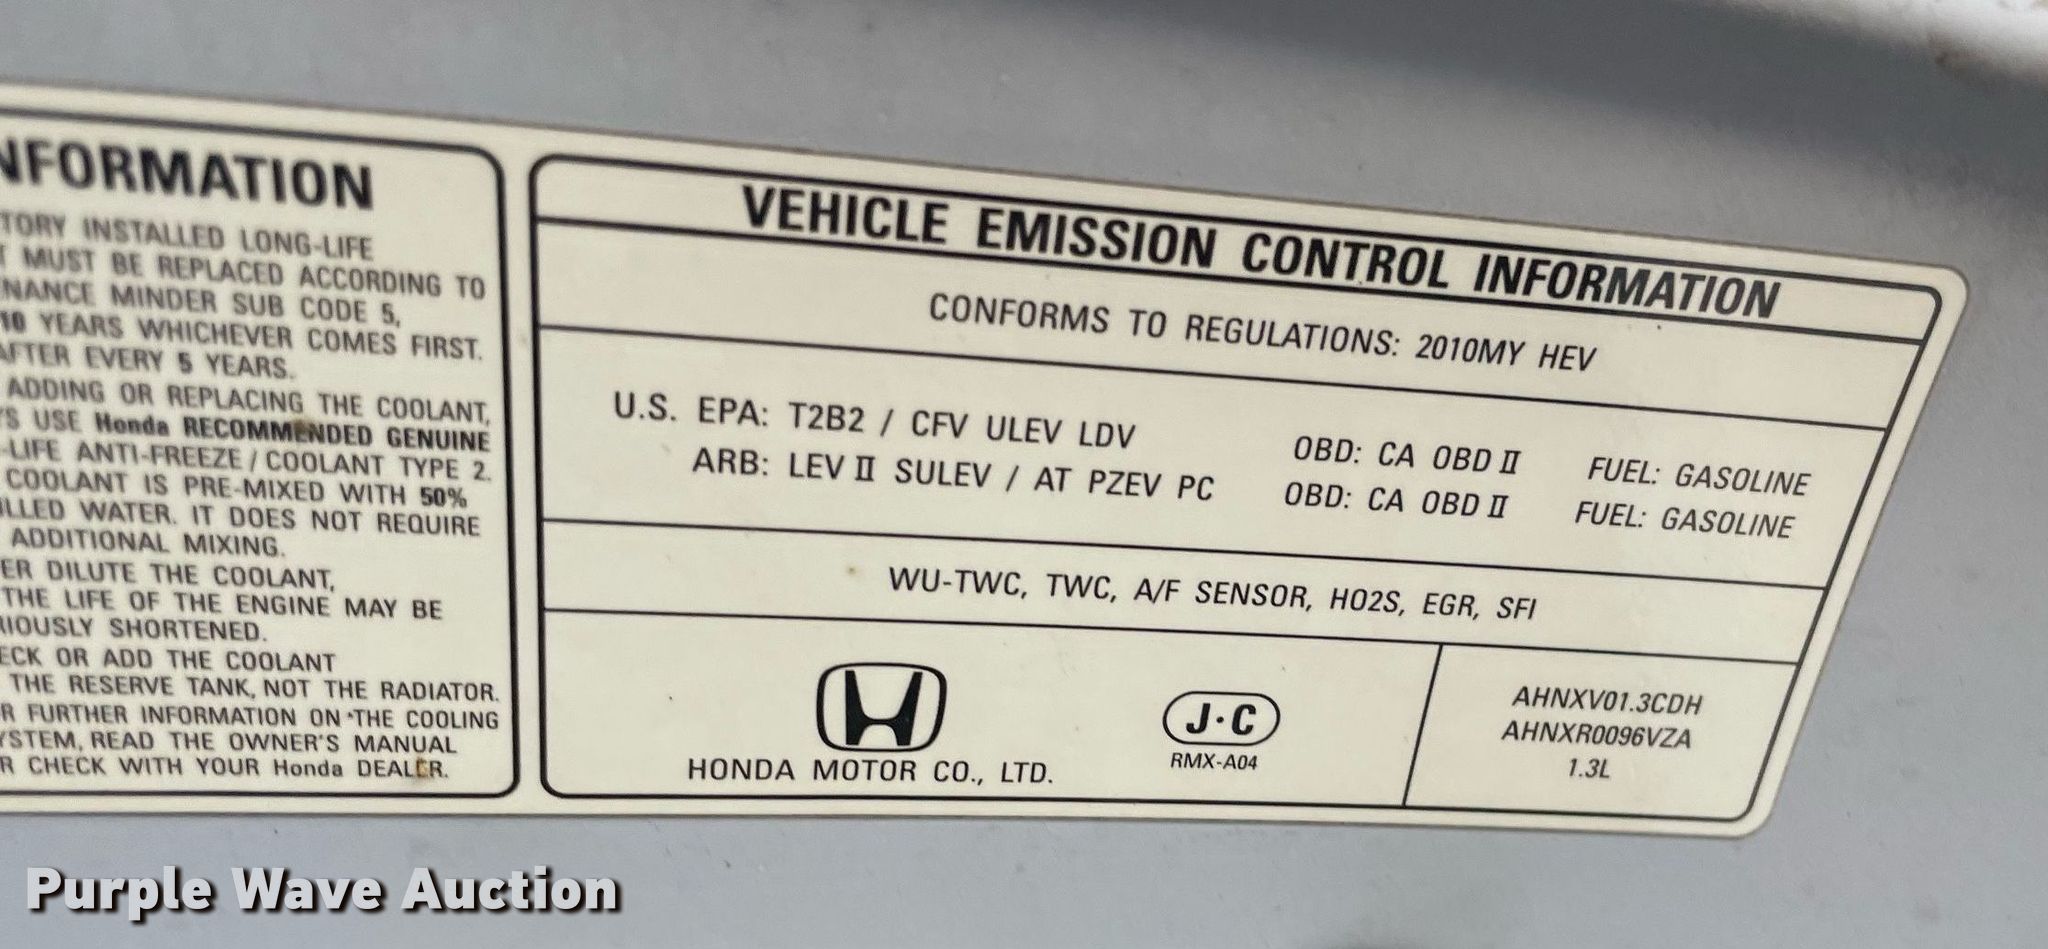 NFORMATION
TORY INSTALLED LONG-LIFE
T MUST BE REPLACED ACCORDING TO
NANCE MINDER SUB CODE 5,
10 YEARS WHICHEVER COMES FIRST.
AFTER EVERY 5 YEARS.
ADDING OR REPLACING THE COOLANT,
YS USE Honda RECOMMENDED GENUINE
-LIFE ANTI-FREEZE/COOLANT TYPE 2.
COOLANT IS PRE-MIXED WITH 50%
ILLED WATER. IT DOES NOT REQUIRE
ADDITIONAL MIXING.
ER DILUTE THE COOLANT,
THE LIFE OF THE ENGINE MAY BE
RIOUSLY SHORTENED.
ECK OR ADD THE COOLANT
THE RESERVE TANK, NOT THE RADIATOR.
R FURTHER INFORMATION ON THE COOLING
YSTEM, READ THE OWNER'S MANUAL
R CHECK WITH YOUR Honda DEALER.
VEHICLE EMISSION CONTROL INFORMATION
CONFORMS TO REGULATIONS: 2010MY HEV
U.S. EPA: T2B2 / CFV ULEV LDV OBD: CA OBD II FUEL: GASOLINE
ARB: LEV II SULEV / AT PZEV PC OBD: CA OBD II FUEL: GASOLINE
WU-TWC, TWC, A/F SENSOR, HO2S, EGR, SFI
HONDA MOTOR CO., LTD.
J·C
RMX-A04
AHNXV01.3CDH
AHNXR0096VZA
1.3L
Purple Wave Auction